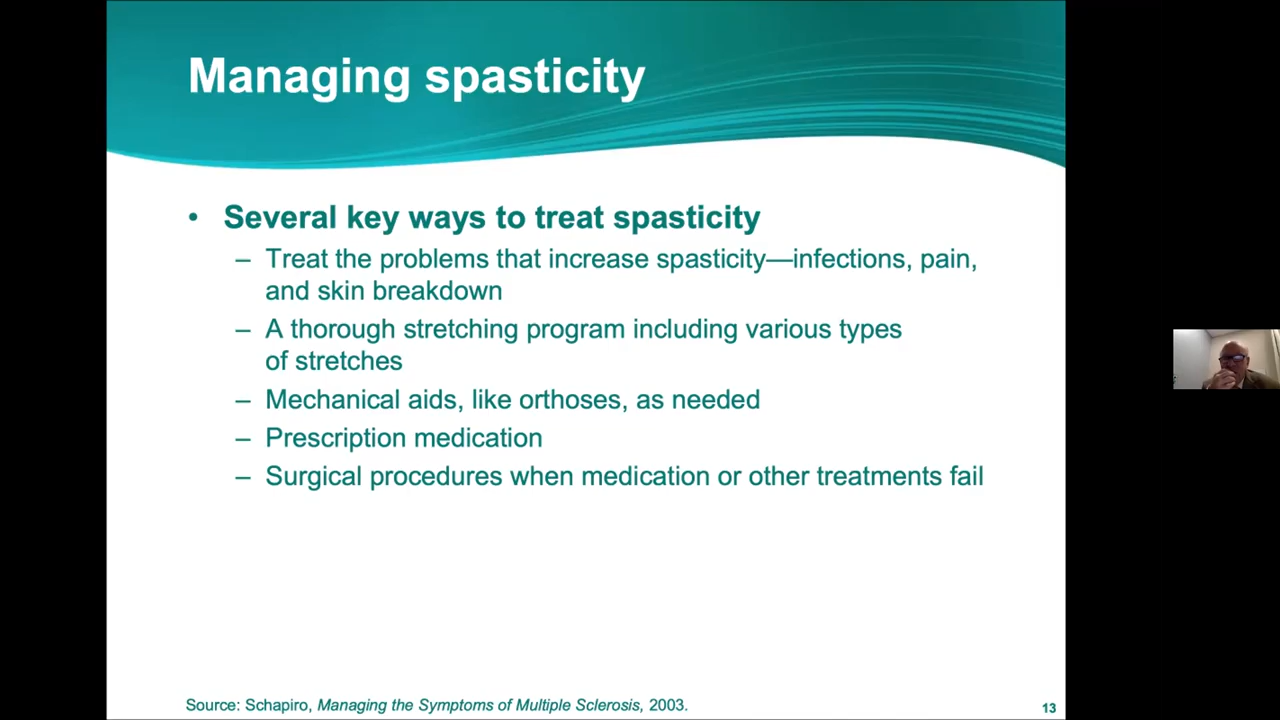 Managing spasticity
• Several key ways to treat spasticity
– Treat the problems that increase spasticity—infections, pain,
and skin breakdown
– A thorough stretching program including various types
of stretches
– Mechanical aids, like orthoses, as needed
– Prescription medication
– Surgical procedures when medication or other treatments fail
Source: Schapiro, Managing the Symptoms of Multiple Sclerosis, 2003.
13